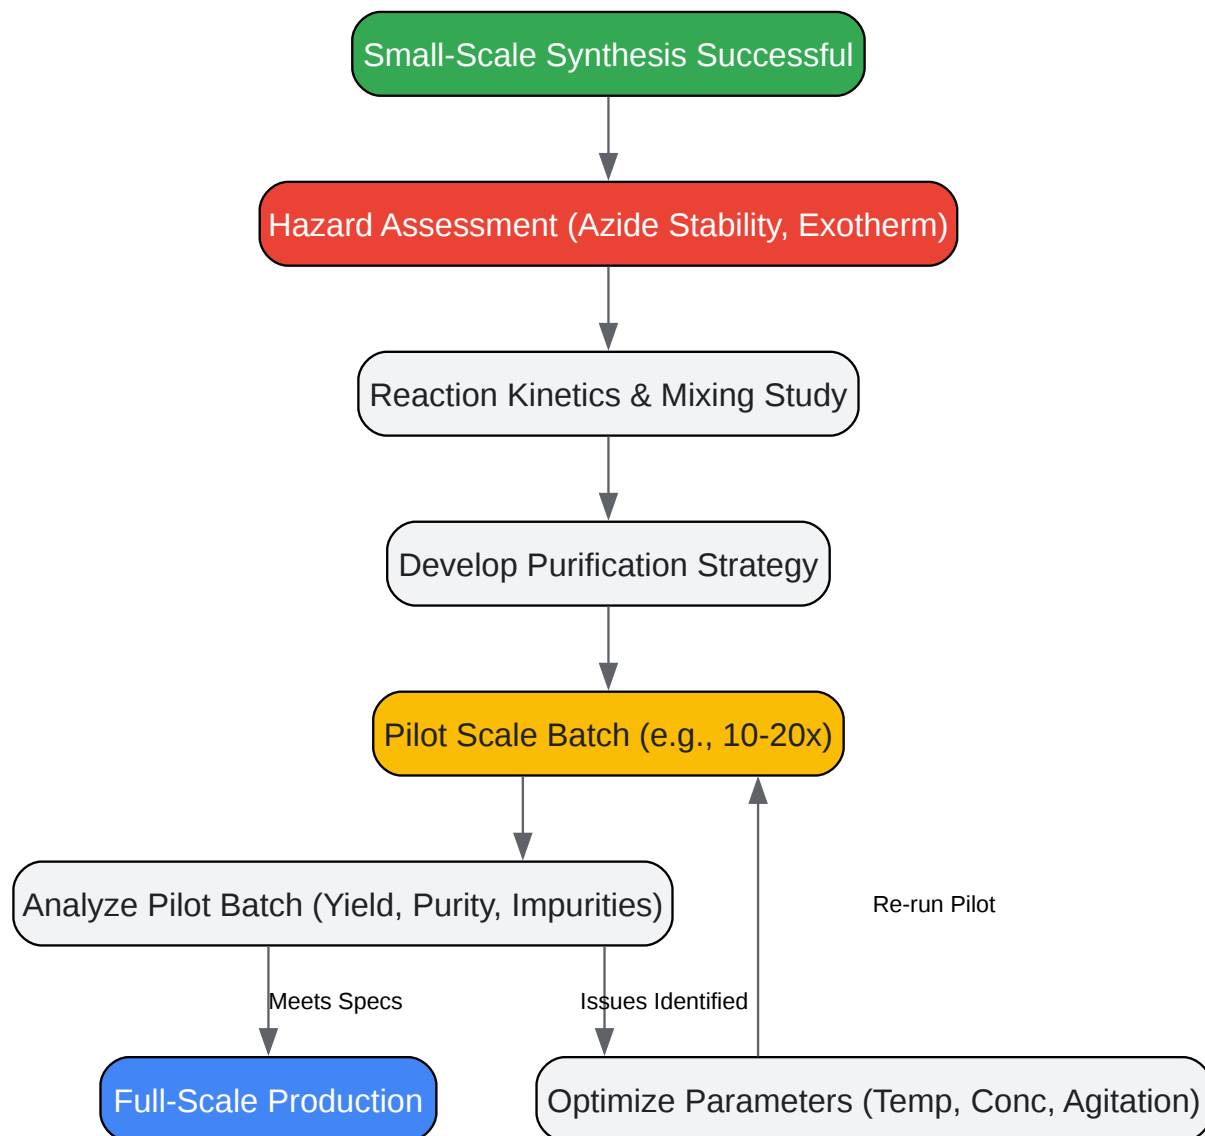 Small-Scale Synthesis Successful
Hazard Assessment (Azide Stability, Exotherm)
Reaction Kinetics & Mixing Study
Develop Purification Strategy
Pilot Scale Batch (e.g., 10-20x)
Analyze Pilot Batch (Yield, Purity, Impurities)
Re-run Pilot
Meets Specs
Issues Identified
Full-Scale Production
Optimize Parameters (Temp, Conc, Agitation)